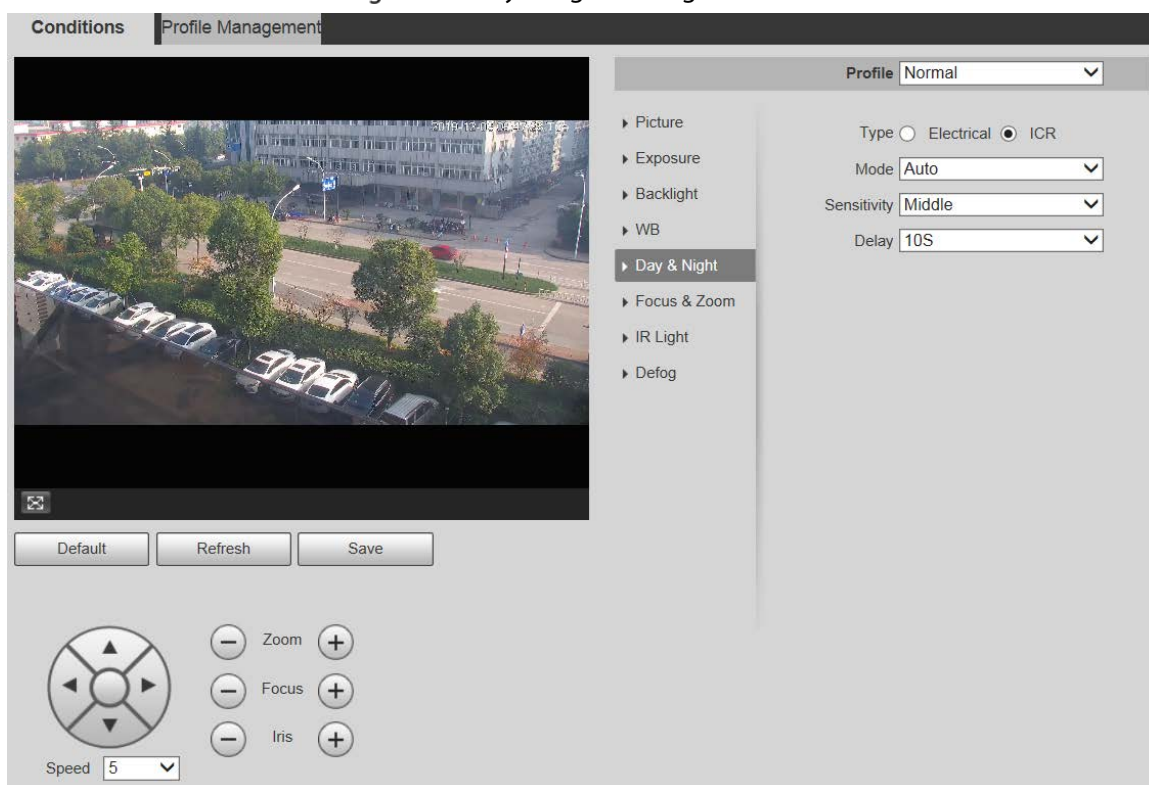 Conditions
Profile Management
Profile Normal
Picture
Exposure
Backlight
WB
Day & Night
Focus & Zoom
IR Light
Defog
Type Electrical ICR
Mode Auto
Sensitivity Middle
Delay 10S
Default Refresh Save
Zoom
Focus
Iris
Speed 5